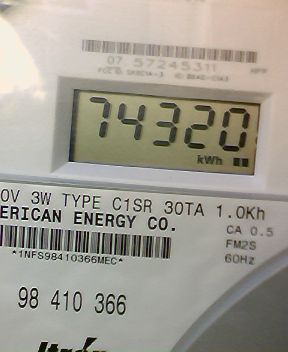 07 57245311
74320
kWh
0V 3W TYPE C1SR 30TA 1.0Kh
ERICAN ENERGY CO.
CA 0.5
FM2S
*1NFS98410366MEC*
60Hz
98 410 366
Itrón